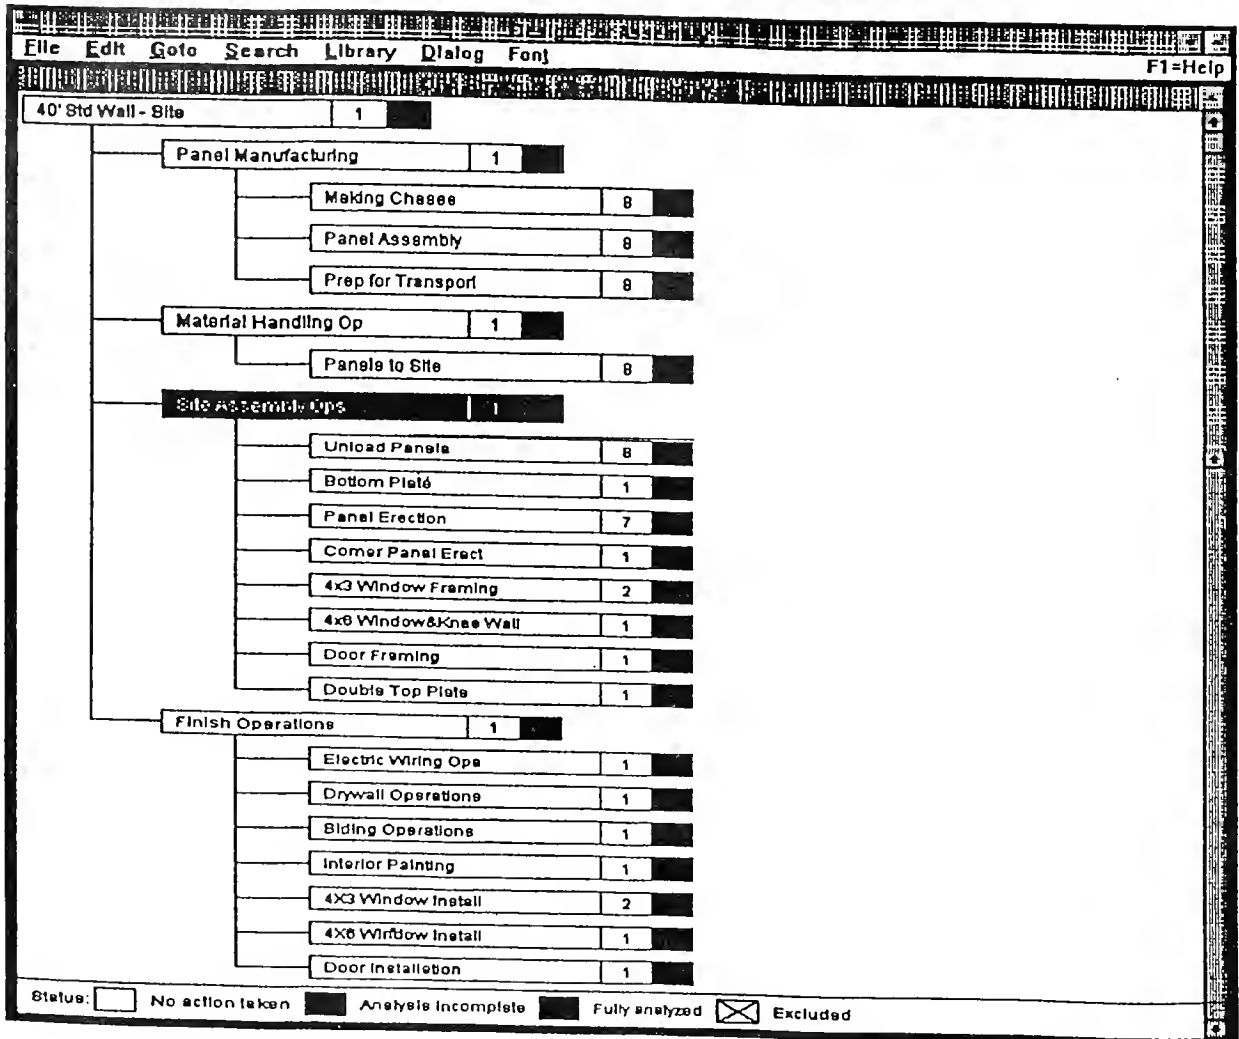 File Edit Goto Search Library Dialog Font
F1=Help
40' Std Wall - Site 1
Panel Manufacturing 1
Making Chases 8
Panel Assembly 8
Prep for Transport 8
Material Handling Op 1
Panels to Site 8
Site Assembly Ops 1
Unload Panels 8
Bottom Plate 1
Panel Erection 7
Corner Panel Erect 1
4x3 Window Framing 2
4x6 Window&Knee Wall 1
Door Framing 1
Double Top Plate 1
Finish Operations 1
Electric Wiring Ops 1
Drywall Operations 1
Siding Operations 1
Interior Painting 1
4X3 Window Install 2
4X6 Window Install 1
Door Installation 1
Status: No action taken Analysis incomplete Fully analyzed Excluded